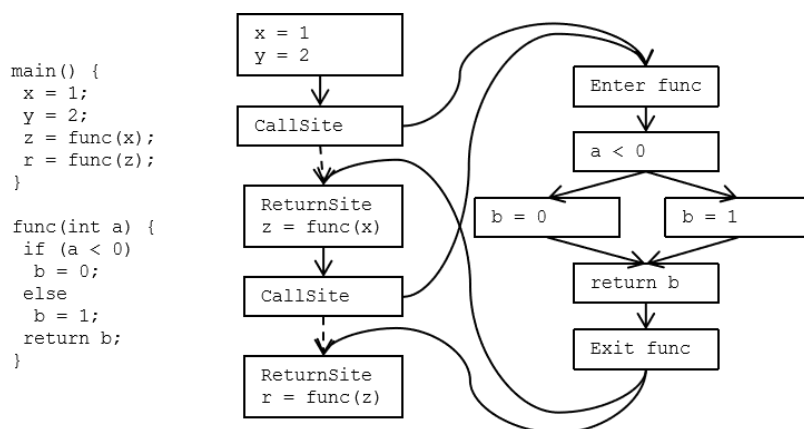 main() {
x = 1;
y = 2;
z = func(x);
r = func(z);
}
func(int a) {
if (a < 0)
b = 0;
else
b = 1;
return b;
}
x = 1
y = 2
CallSite
ReturnSite
z = func(x)
CallSite
ReturnSite
r = func(z)
Enter func
a < 0
b = 0
b = 1
return b
Exit func